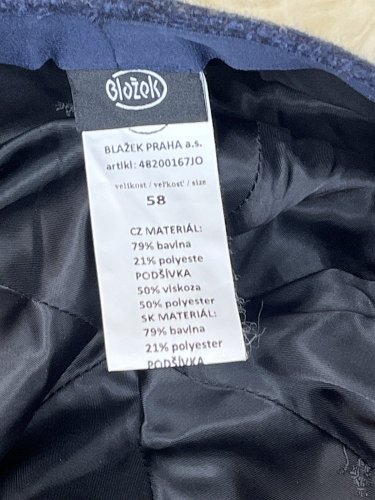 Blažek
BLAŽEK PRAHA a.s.
artikl: 48200167JO
velikost / veľkosť / size
58
CZ MATERIÁL:
79% bavlna
21% polyeste
PODŠÍVKA
50% viskoza
50% polyester
SK MATERIÁL:
79% bavlna
21% polyester
PODŠÍVKA